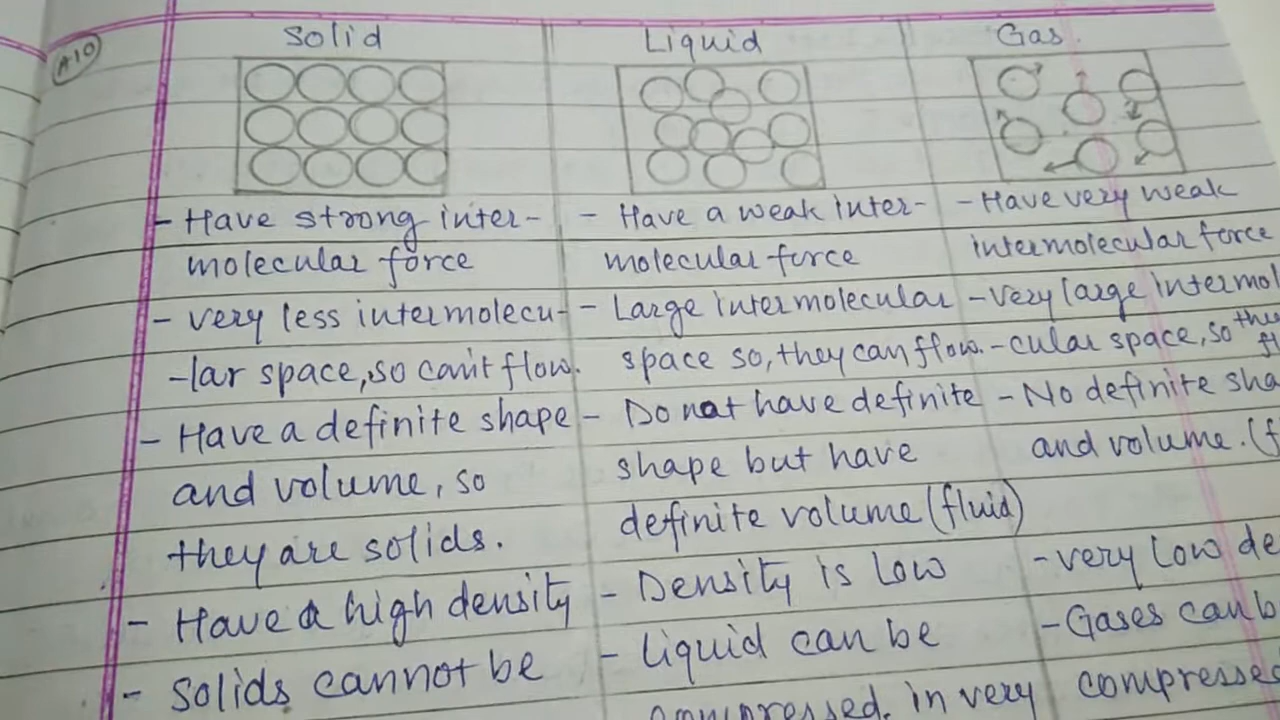 A10
Solid Liquid Gas.
- Have strong inter- - Have a weak inter- - Have very weak
molecular force molecular force intermolecular force
- very less intermolecu- - Large intermolecular - Very large intermol
-lar space, so can't flow. space so, they can flow. - cular space, so
- Have a definite shape - Do not have definite - No definite sha
and volume, so shape but have and volume. (f
they are solids. definite volume (fluid)
- Have a high density - Density is low - very low de
- Solids cannot be - Liquid can be - Gases can b
compressed. in very compressed